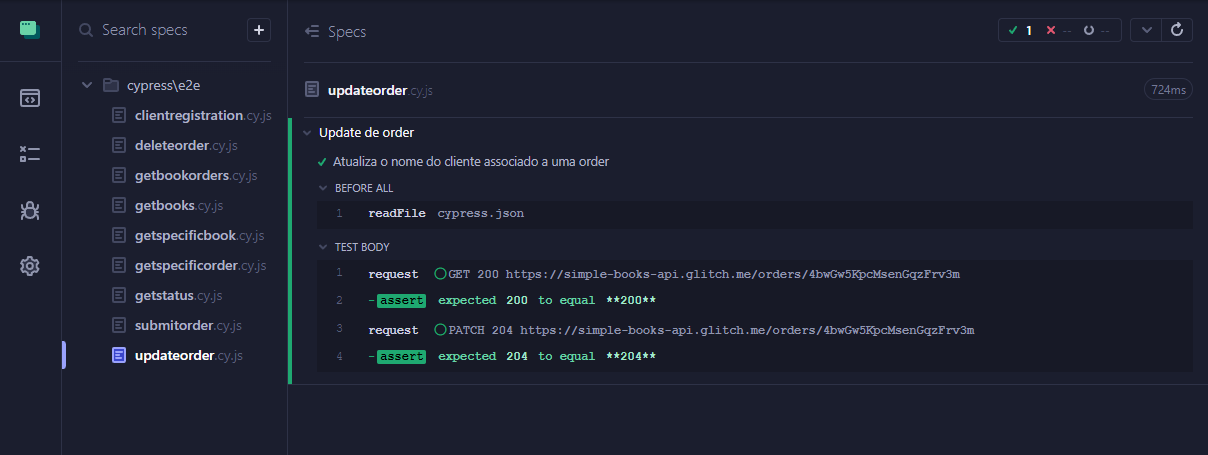 Search specs
+
cypress\e2e
clientregistration.cy.js
deleteorder.cy.js
getbookorders.cy.js
getbooks.cy.js
getspecificbook.cy.js
getspecificorder.cy.js
getstatus.cy.js
submitorder.cy.js
updateorder.cy.js
Specs
1 -- --
updateorder.cy.js 724ms
Update de order
Atualiza o nome do cliente associado a uma order
BEFORE ALL
1 readFile cypress.json
TEST BODY
1 request GET 200 https://simple-books-api.glitch.me/orders/4bwGw5KpcMsenGqzFrv3m
2 -assert expected 200 to equal **200**
3 request PATCH 204 https://simple-books-api.glitch.me/orders/4bwGw5KpcMsenGqzFrv3m
4 -assert expected 204 to equal **204**